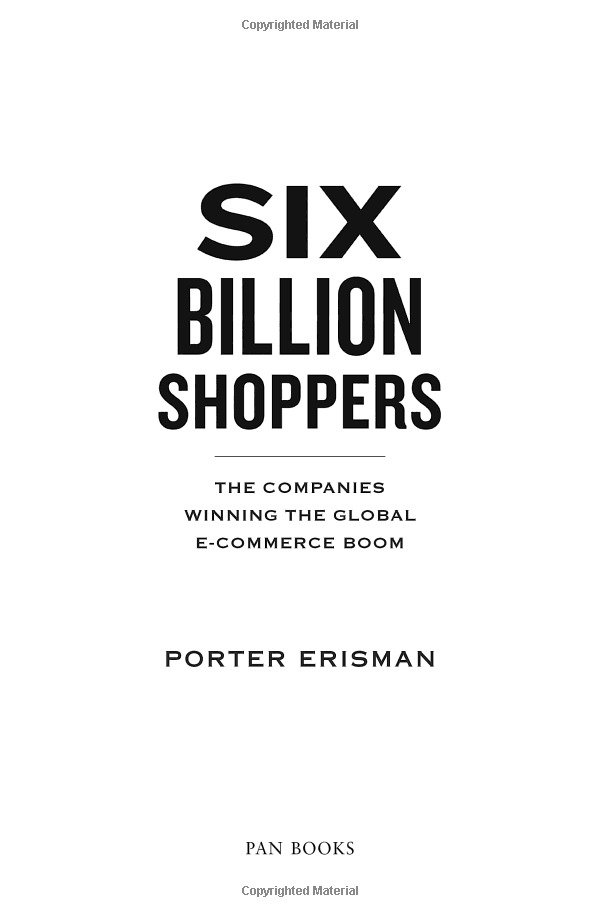 Copyrighted Material
SIX
BILLION
SHOPPERS
THE COMPANIES
WINNING THE GLOBAL
E-COMMERCE BOOM
PORTER ERISMAN
PAN BOOKS
Copyrighted Material